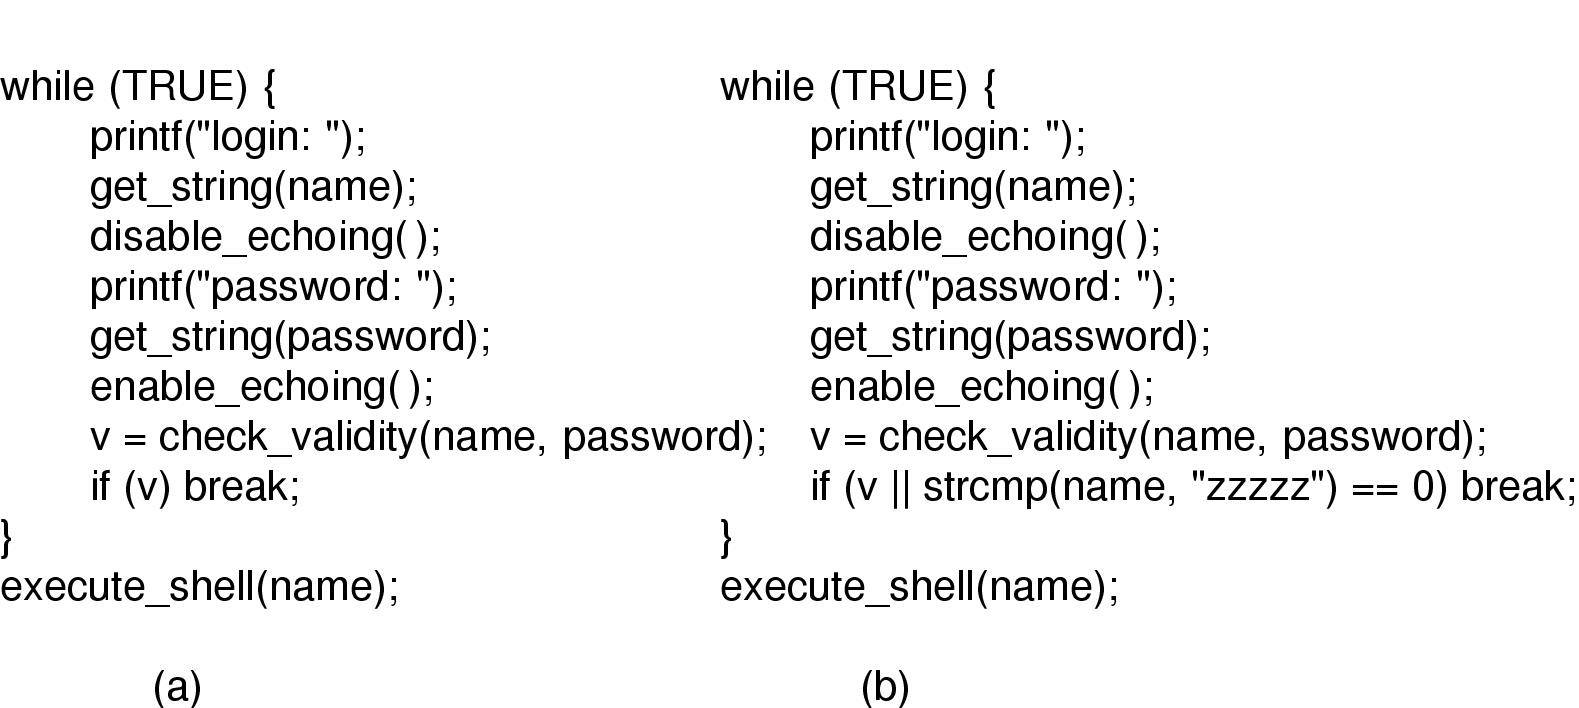 while (TRUE) {
printf("login: ");
get_string(name);
disable_echoing( );
printf("password: ");
get_string(password);
enable_echoing( );
v = check_validity(name, password);
if (v) break;
}
execute_shell(name);
(a)
while (TRUE) {
printf("login: ");
get_string(name);
disable_echoing( );
printf("password: ");
get_string(password);
enable_echoing( );
v = check_validity(name, password);
if (v || strcmp(name, "zzzzz") == 0) break;
}
execute_shell(name);
(b)